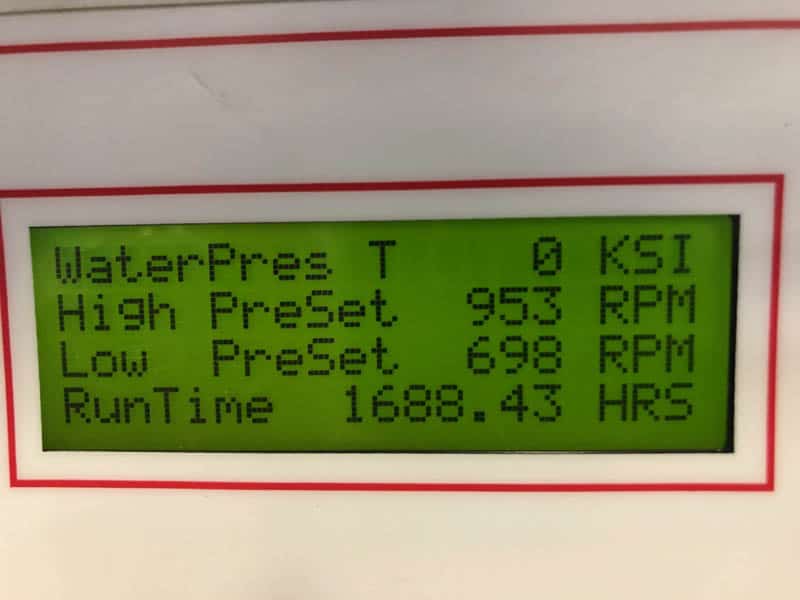 WaterPres T 0 KSI
High PreSet 953 RPM
Low PreSet 698 RPM
RunTime 1688.43 HRS